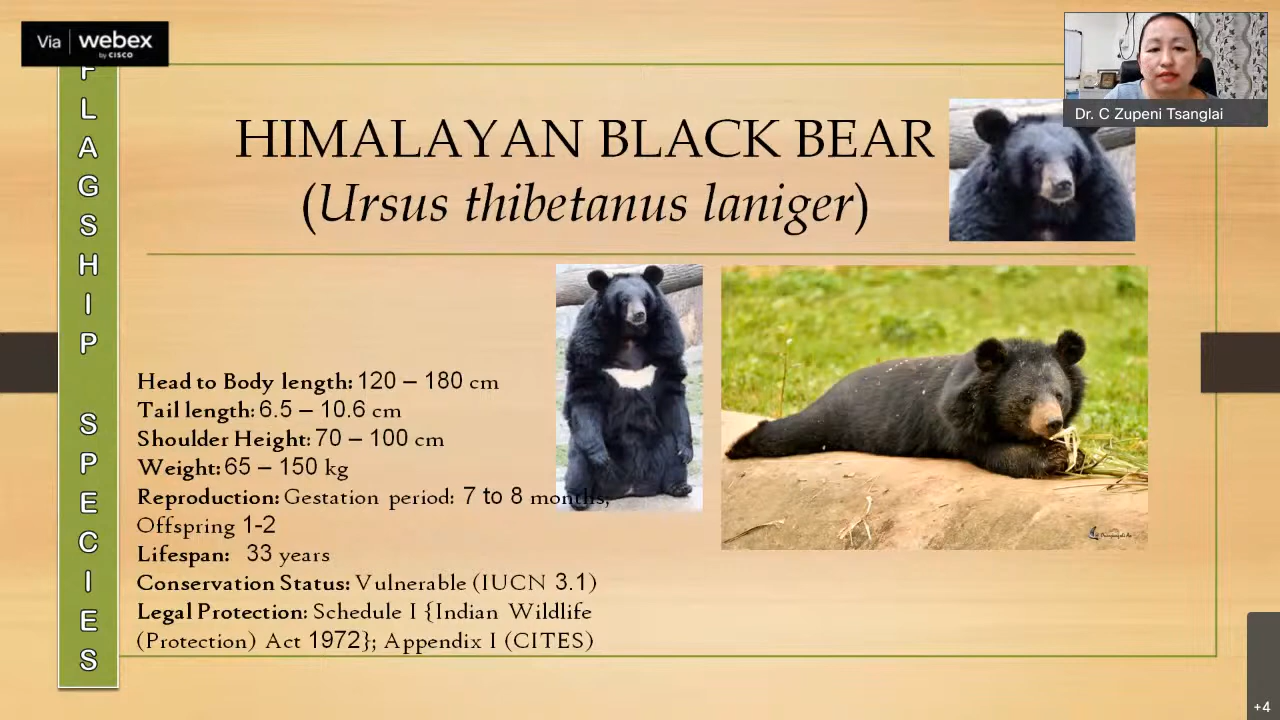 Via webex
by CISCO
Dr. C Zupeni Tsanglai
FLAGSHIP SPECIES
HIMALAYAN BLACK BEAR
(Ursus thibetanus laniger)
Head to Body length: 120 – 180 cm
Tail length: 6.5 – 10.6 cm
Shoulder Height: 70 – 100 cm
Weight: 65 – 150 kg
Reproduction: Gestation period: 7 to 8 months;
Offspring 1-2
Lifespan: 33 years
Conservation Status: Vulnerable (IUCN 3.1)
Legal Protection: Schedule I {Indian Wildlife
(Protection) Act 1972}; Appendix I (CITES)
+4